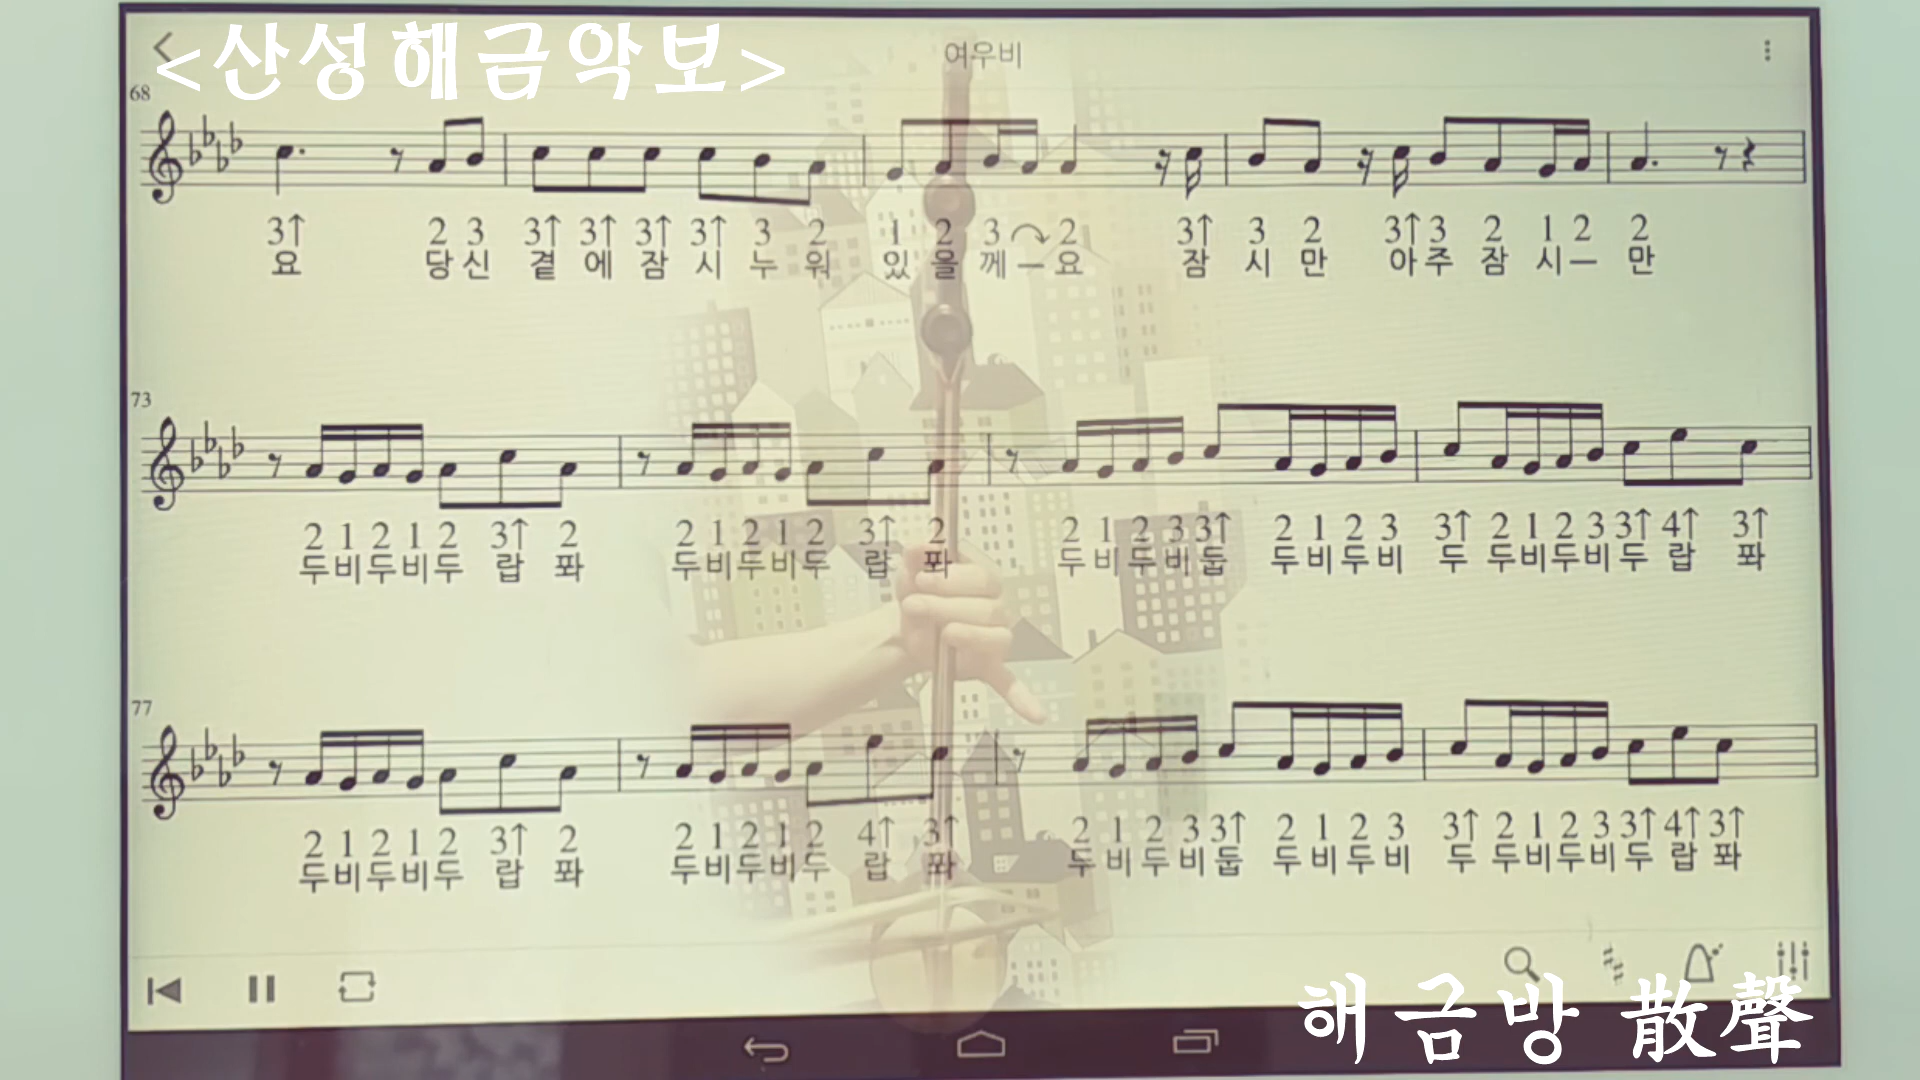 <산성해금악보>
여우비
68
3↑ 2 3 3↑ 3↑ 3↑ 3↑ 3 2 1 2 3 2 3↑ 3 2 3↑ 3 2 1 2 2
요 당 신 곁 에 잠 시 누 워 있 을 께 ー 요 잠 시 만 아 주 잠 시 ー 만
73
2 1 2 1 2 3↑ 2 2 1 2 1 2 3↑ 2 2 1 2 3 3↑ 2 1 2 3 3↑ 2 1 2 3 3↑ 4↑ 3↑
두 비 두 비 두 랍 퐈 두 비 두 비 두 랍 퐈 두 비 두 비 둡 두 비 두 비 두 두 비 두 비 두 랍 퐈
77
2 1 2 1 2 3↑ 2 2 1 2 1 2 4↑ 3↑ 2 1 2 3 3↑ 2 1 2 3 3↑ 2 1 2 3 3↑ 4↑ 3↑
두 비 두 비 두 랍 퐈 두 비 두 비 두 랍 퐈 두 비 두 비 둡 두 비 두 비 두 두 비 두 비 두 랍 퐈
해금방 散聲